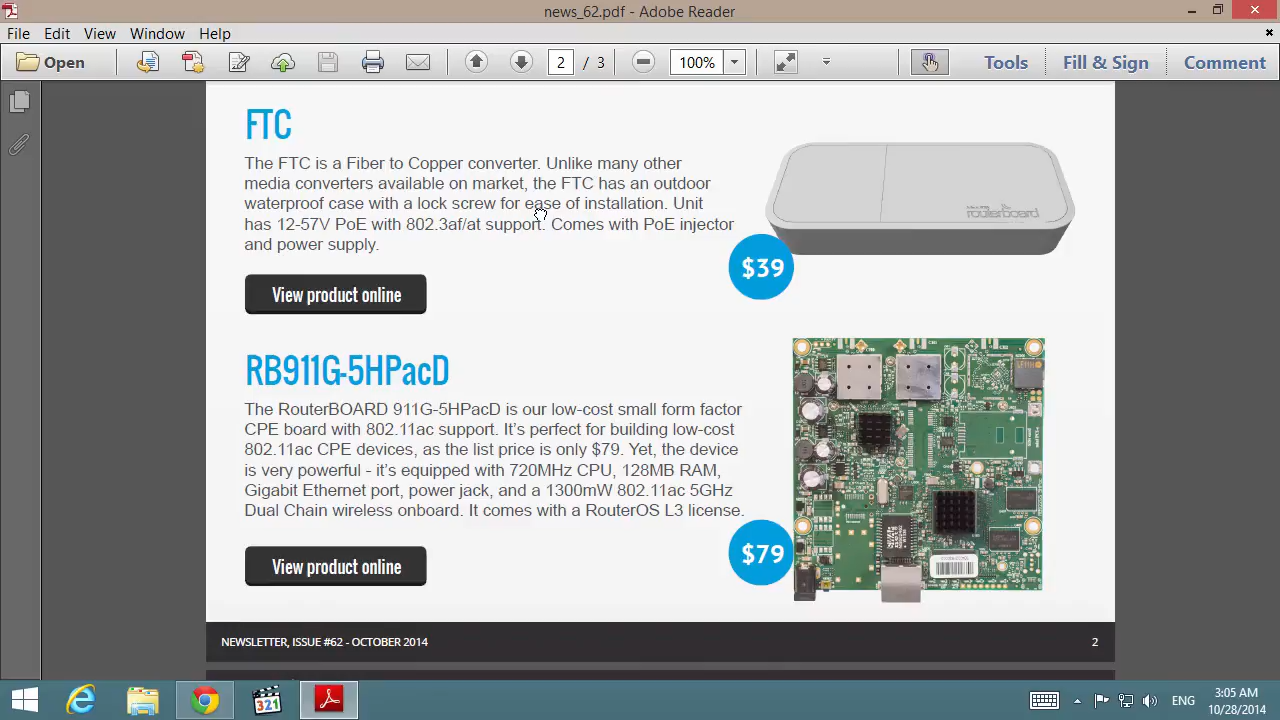 news_62.pdf - Adobe Reader
File Edit View Window Help
Open 2 / 3 100% Tools Fill & Sign Comment
FTC
The FTC is a Fiber to Copper converter. Unlike many other
media converters available on market, the FTC has an outdoor
waterproof case with a lock screw for ease of installation. Unit
has 12-57V PoE with 802.3af/at support. Comes with PoE injector
and power supply.
routerboard
$39
View product online
RB911G-5HPacD
The RouterBOARD 911G-5HPacD is our low-cost small form factor
CPE board with 802.11ac support. It's perfect for building low-cost
802.11ac CPE devices, as the list price is only $79. Yet, the device
is very powerful - it's equipped with 720MHz CPU, 128MB RAM,
Gigabit Ethernet port, power jack, and a 1300mW 802.11ac 5GHz
Dual Chain wireless onboard. It comes with a RouterOS L3 license.
$79
View product online
NEWSLETTER, ISSUE #62 - OCTOBER 2014 2
321
ENG
3:05 AM
10/28/2014